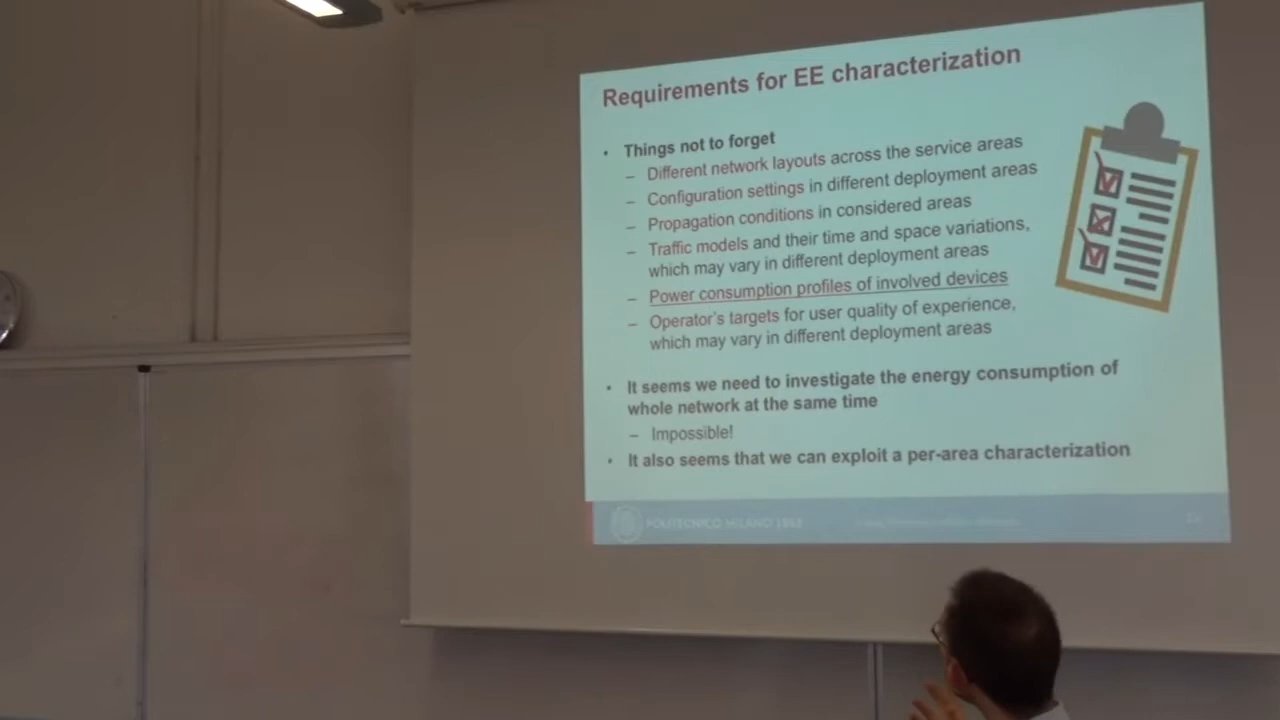 Requirements for EE characterization
• Things not to forget
– Different network layouts across the service areas
– Configuration settings in different deployment areas
– Propagation conditions in considered areas
– Traffic models and their time and space variations,
which may vary in different deployment areas
– Power consumption profiles of involved devices
– Operator's targets for user quality of experience,
which may vary in different deployment areas
• It seems we need to investigate the energy consumption of
whole network at the same time
– Impossible!
• It also seems that we can exploit a per-area characterization
POLITECNICO MILANO 1863